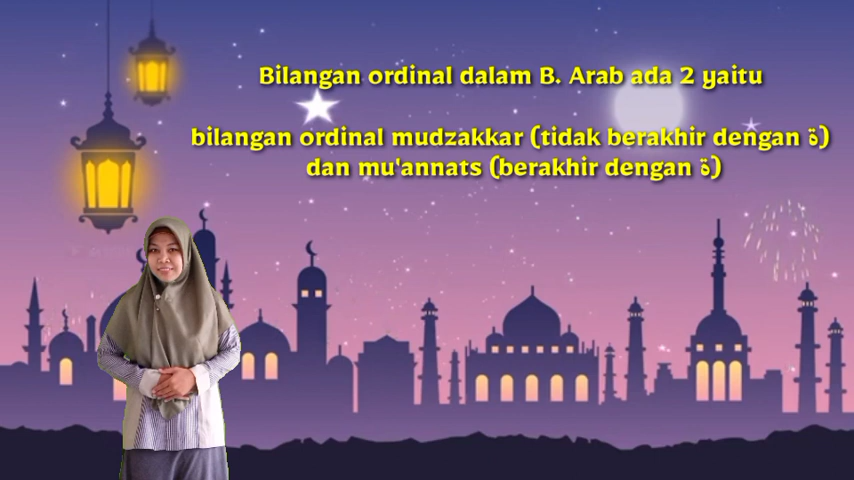 Bilangan ordinal dalam B. Arab ada 2 yaitu
bilangan ordinal mudzakkar (tidak berakhir dengan ة)
dan mu'annats (berakhir dengan ة)